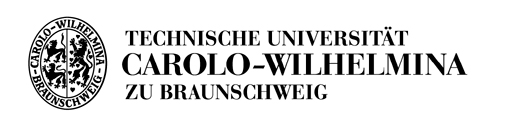 CAROLO-WILHELMINA
BRAUNSCHWEIG
TECHNISCHE UNIVERSITÄT
CAROLO-WILHELMINA
ZU BRAUNSCHWEIG